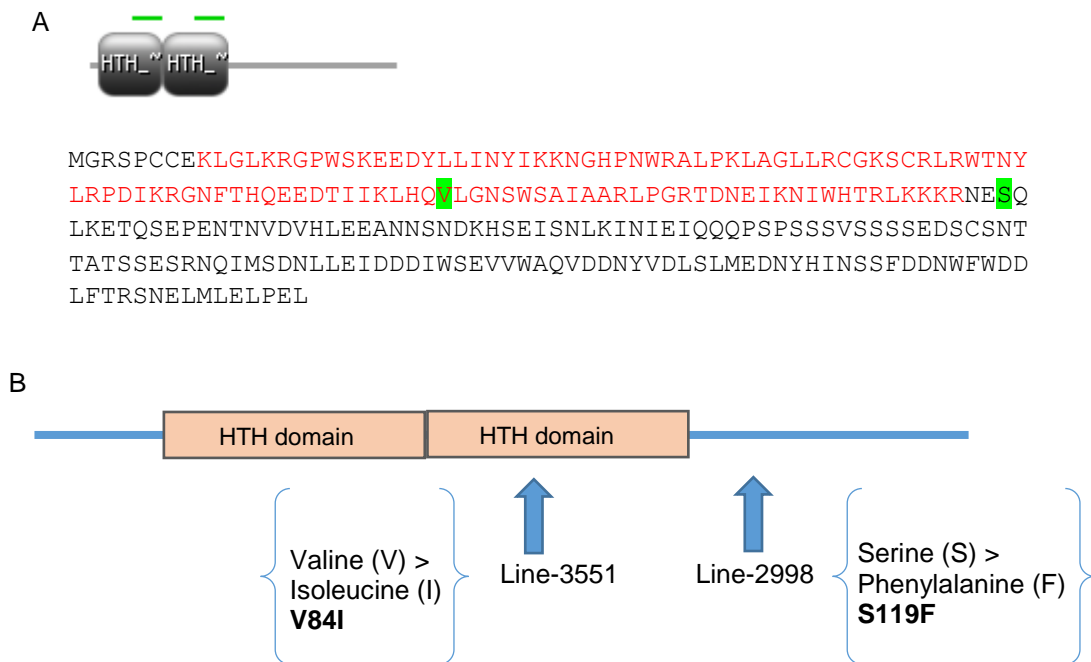 A
HTH_~ HTH_~
MGRSPCCEKLGLKRGPWSKEEDYLLINYIKKNGHPNWRALPKLAGLLRCGKSCRLRWTNY
LRPDIKRGNFTHQEEDTIIKLHQVLGNSWSAIAARLPGRTDNEIKNIWHTRLKKKRNESQ
LKETQSEPENTNVDVHLEEANNSNDKHSEISNLKINIEIQQQPSPSSSVSSSSEDSCSNT
TATSSESRNQIMSDNLLEIDDDIWSEVVWAQVDDNYVDLSLMEDNYHINSSFDDNWFWDD
LFTRSNELMLELPEL
B
HTH domain HTH domain
Valine (V) >
Isoleucine (I)
V84I
Line-3551
Line-2998
Serine (S) >
Phenylalanine (F)
S119F